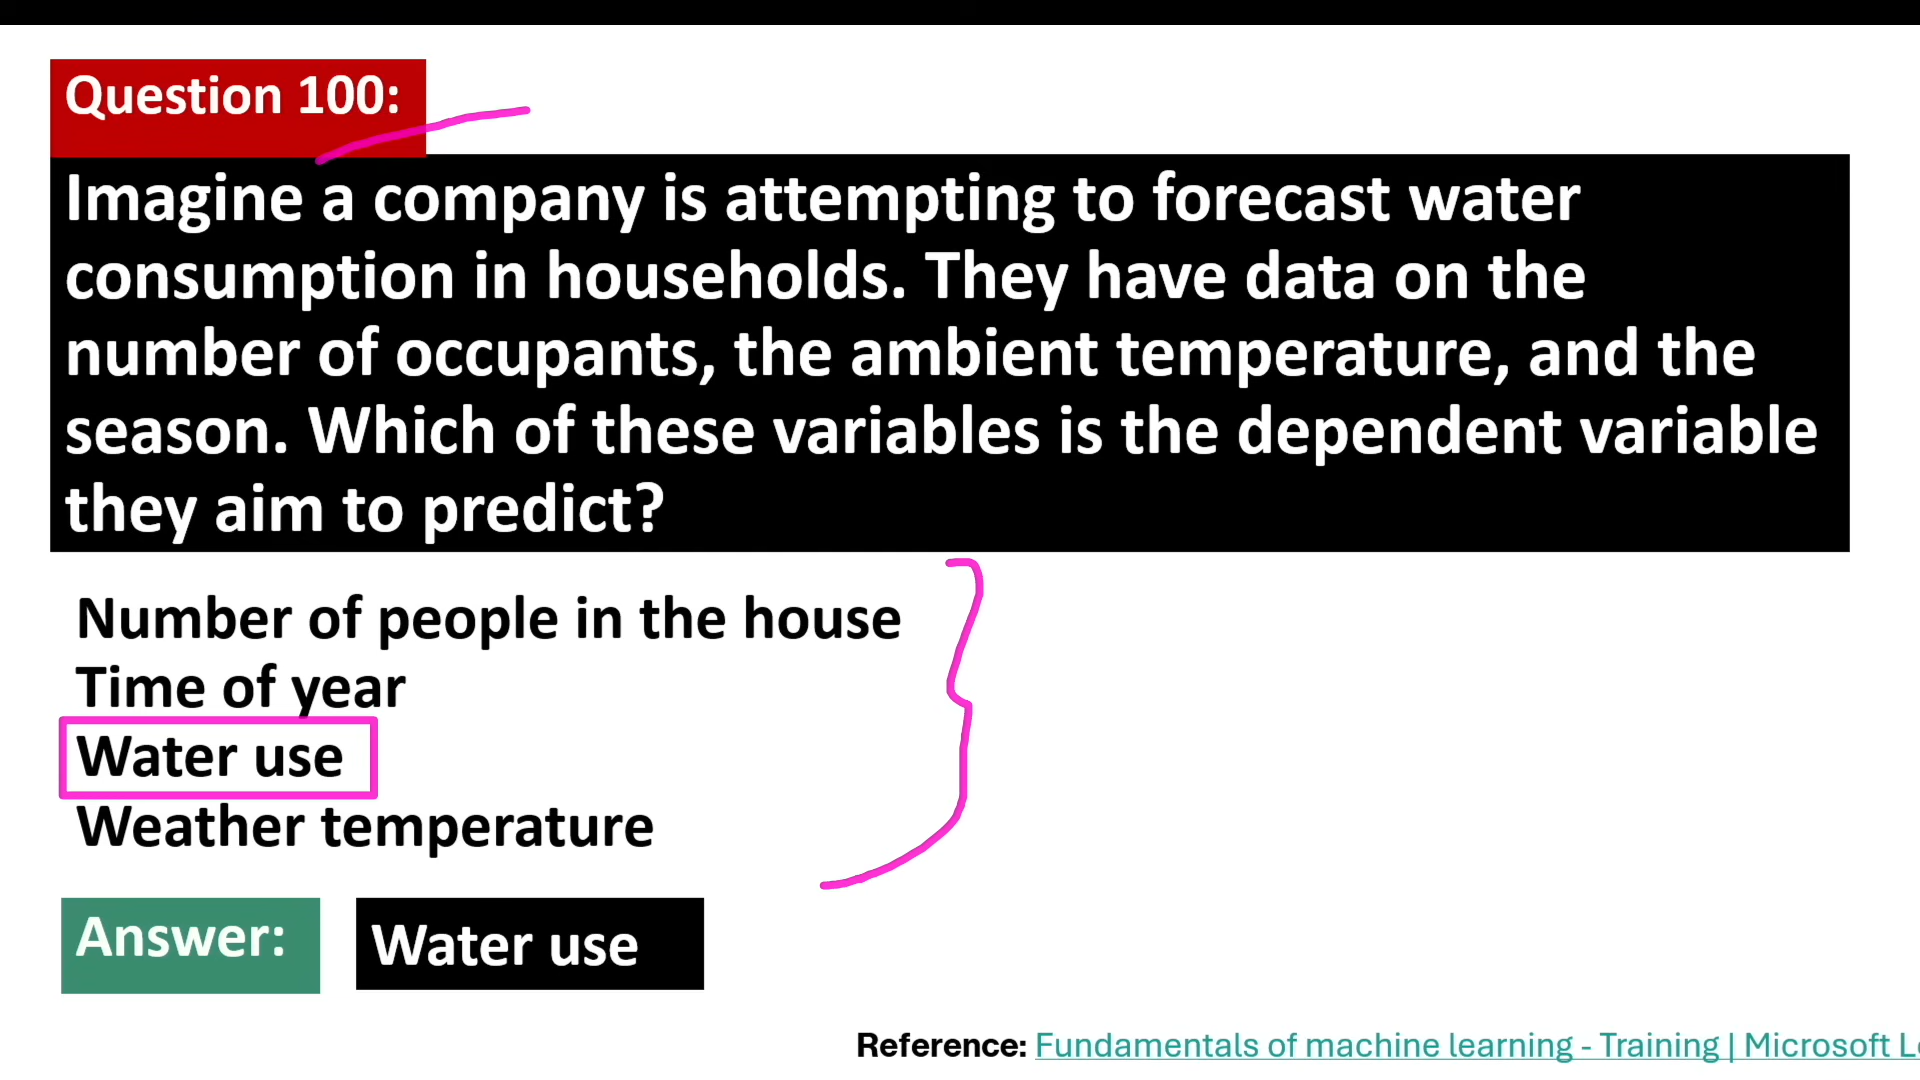 Question 100:
Imagine a company is attempting to forecast water
consumption in households. They have data on the
number of occupants, the ambient temperature, and the
season. Which of these variables is the dependent variable
they aim to predict?
Number of people in the house
Time of year
Water use
Weather temperature
Answer:
Water use
Reference: Fundamentals of machine learning - Training | Microsoft